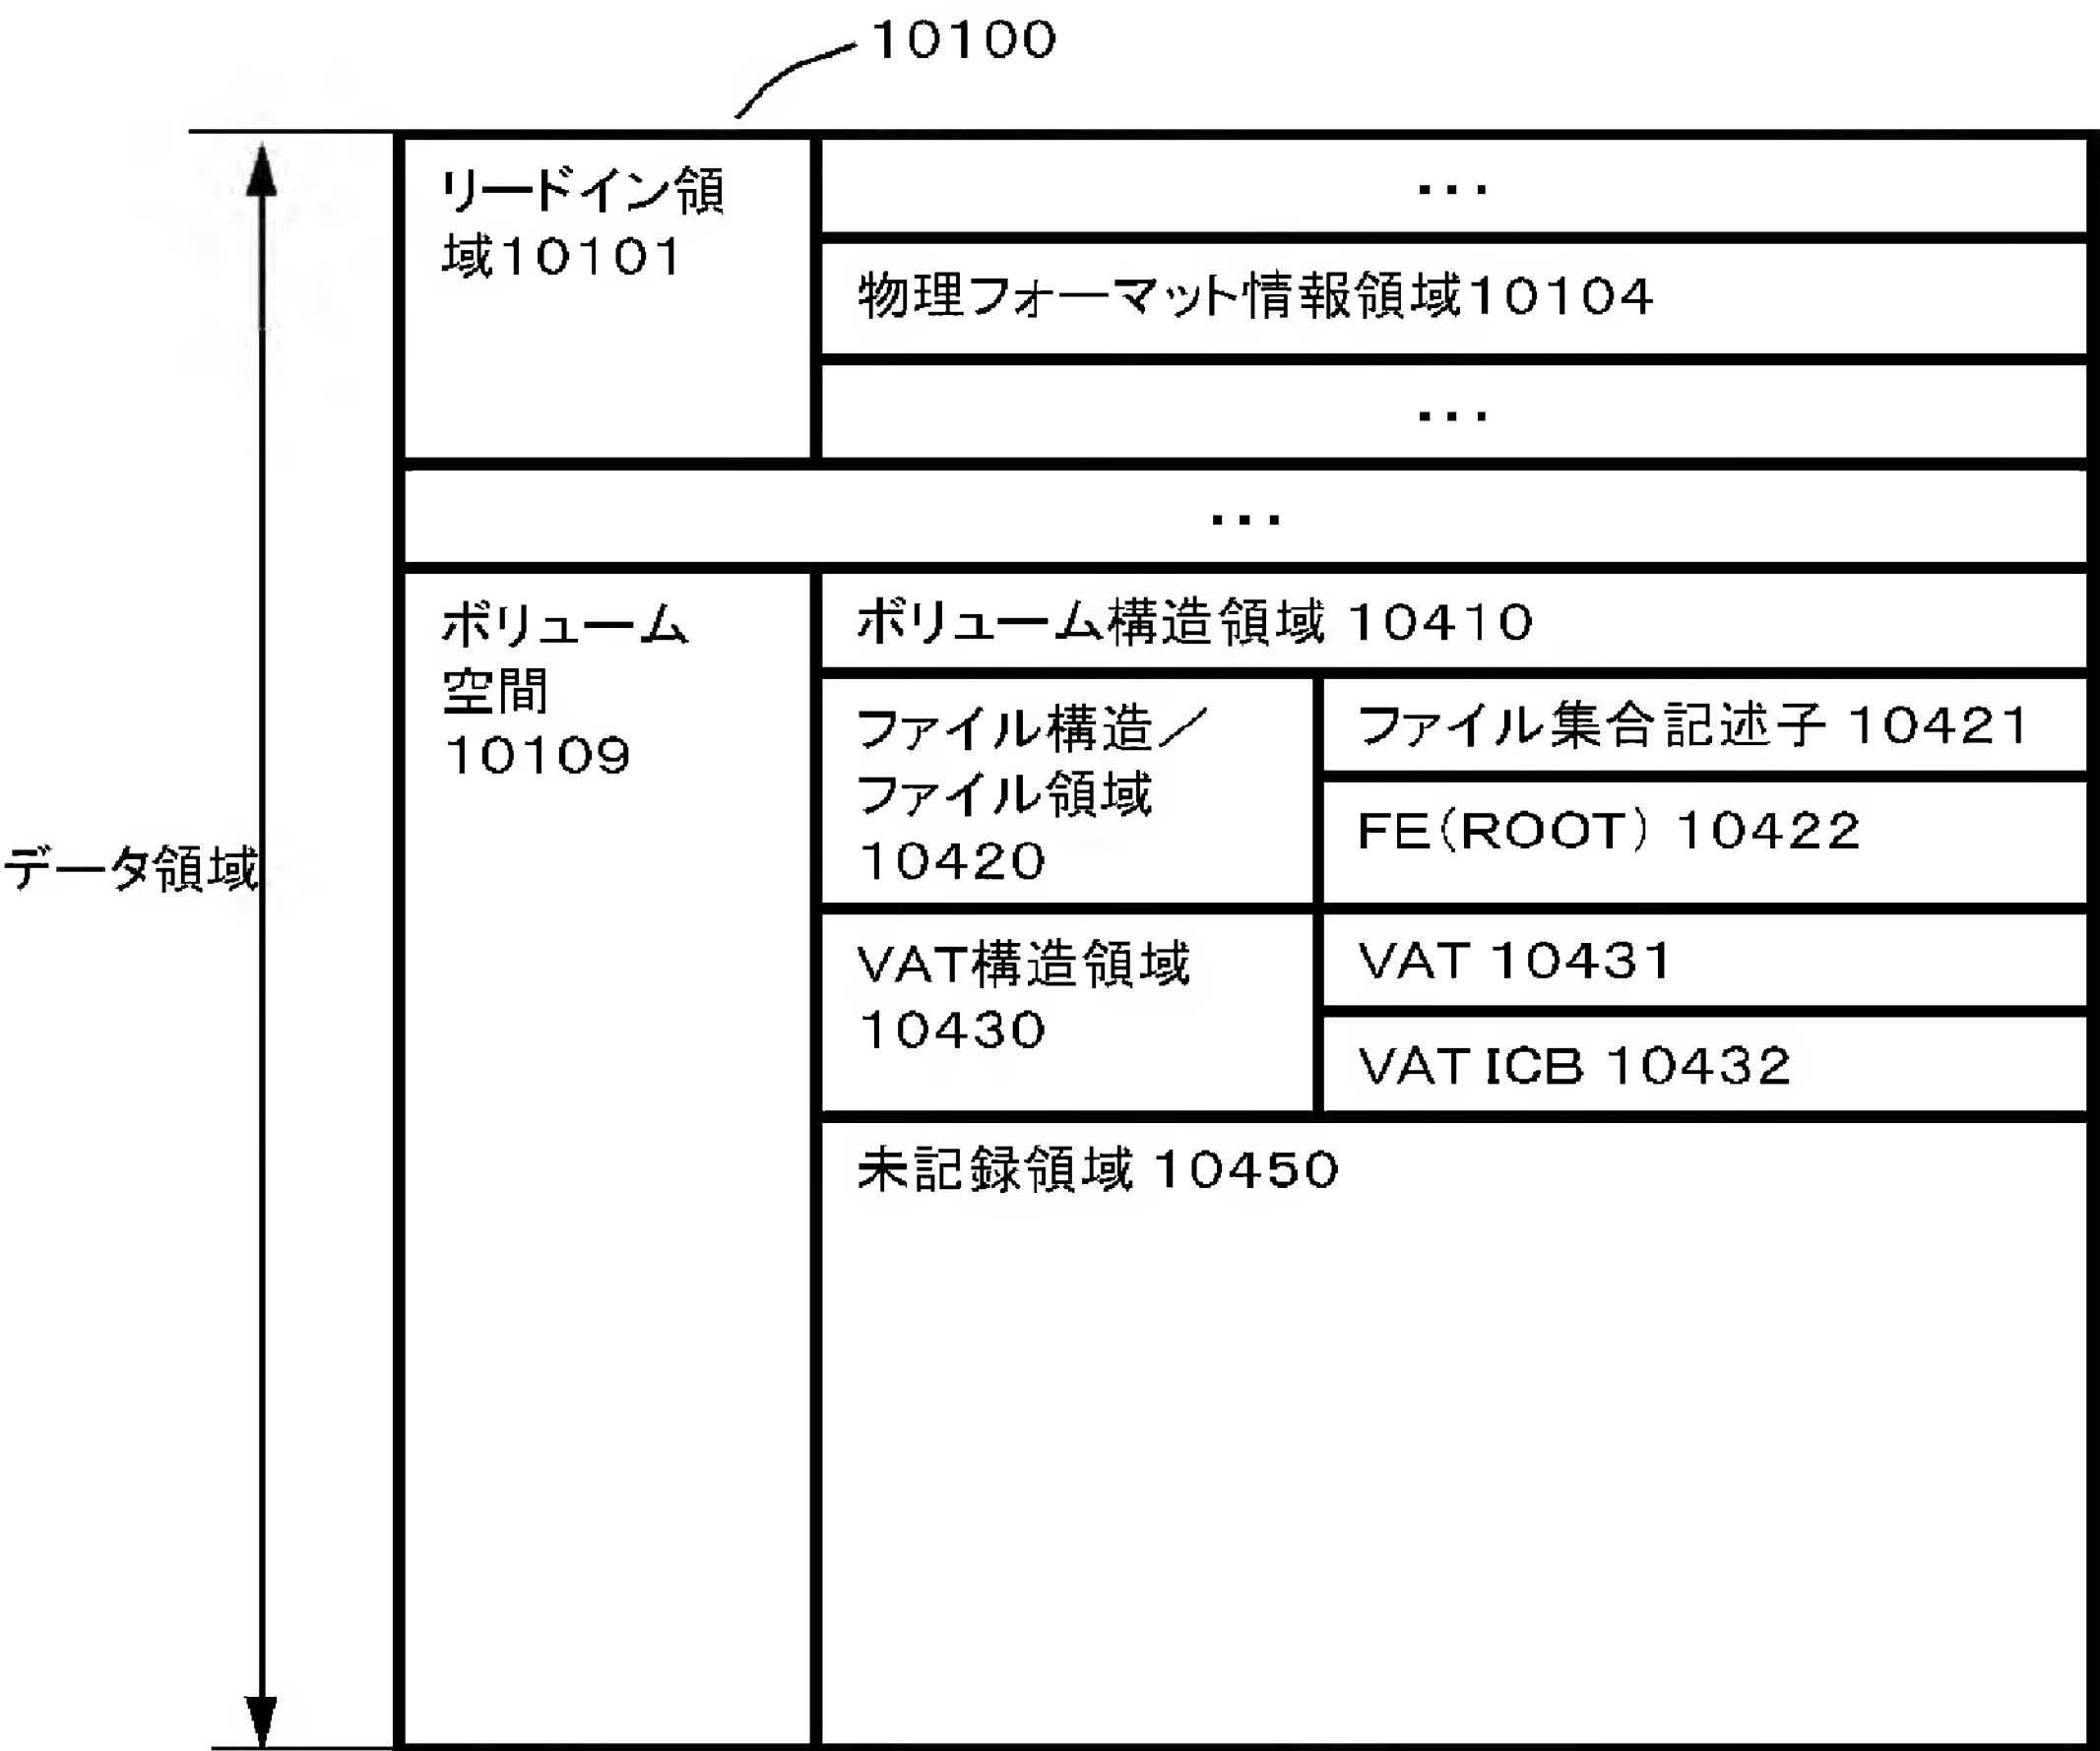 10100
リードイン領
域10101
・・・
物理フォーマット情報領域10104
・・・
・・・
ボリューム
空間
10109
ボリューム構造領域 10410
ファイル構造／
ファイル領域
10420
ファイル集合記述子 10421
FE(ROOT) 10422
データ領域
VAT構造領域
10430
VAT 10431
VAT ICB 10432
未記録領域 10450